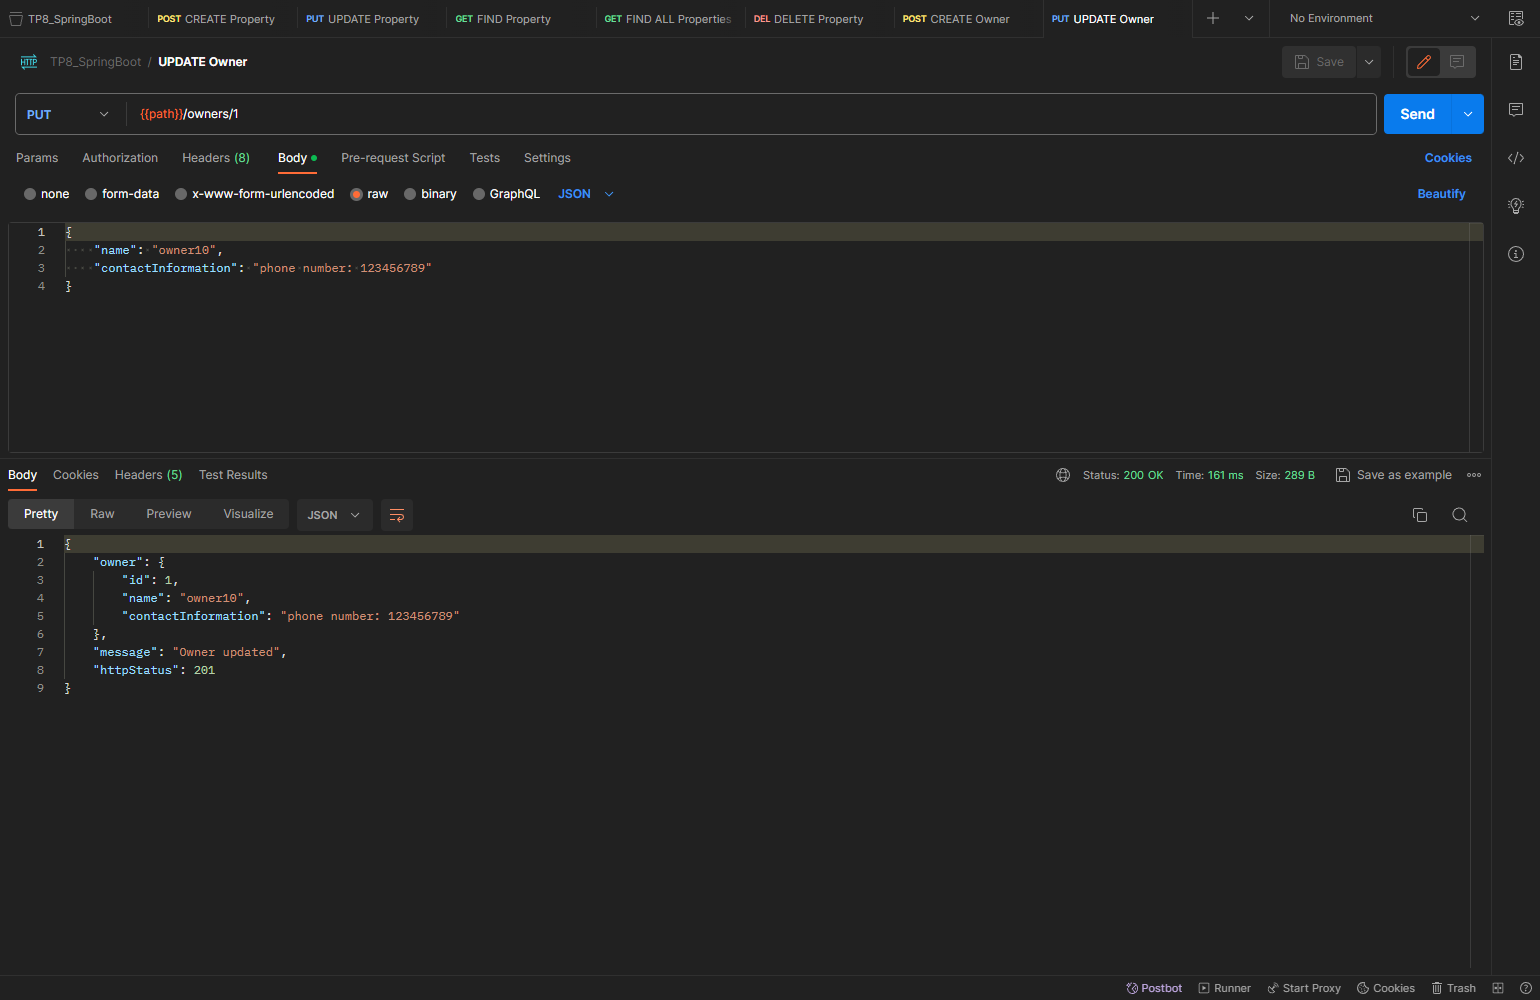 TP8_SpringBoot POST CREATE Property PUT UPDATE Property GET FIND Property GET FIND ALL Properties DEL DELETE Property POST CREATE Owner PUT UPDATE Owner No Environment
HTTP TP8_SpringBoot / UPDATE Owner Save
PUT {{path}}/owners/1 Send
Params Authorization Headers (8) Body Pre-request Script Tests Settings Cookies
none form-data x-www-form-urlencoded raw binary GraphQL JSON Beautify
1 {
2 "name": "owner10",
3 "contactInformation": "phone number: 123456789"
4 }
Body Cookies Headers (5) Test Results Status: 200 OK Time: 161 ms Size: 289 B Save as example
Pretty Raw Preview Visualize JSON
1 {
2 "owner": {
3 "id": 1,
4 "name": "owner10",
5 "contactInformation": "phone number: 123456789"
6 },
7 "message": "Owner updated",
8 "httpStatus": 201
9 }
Postbot Runner Start Proxy Cookies Trash